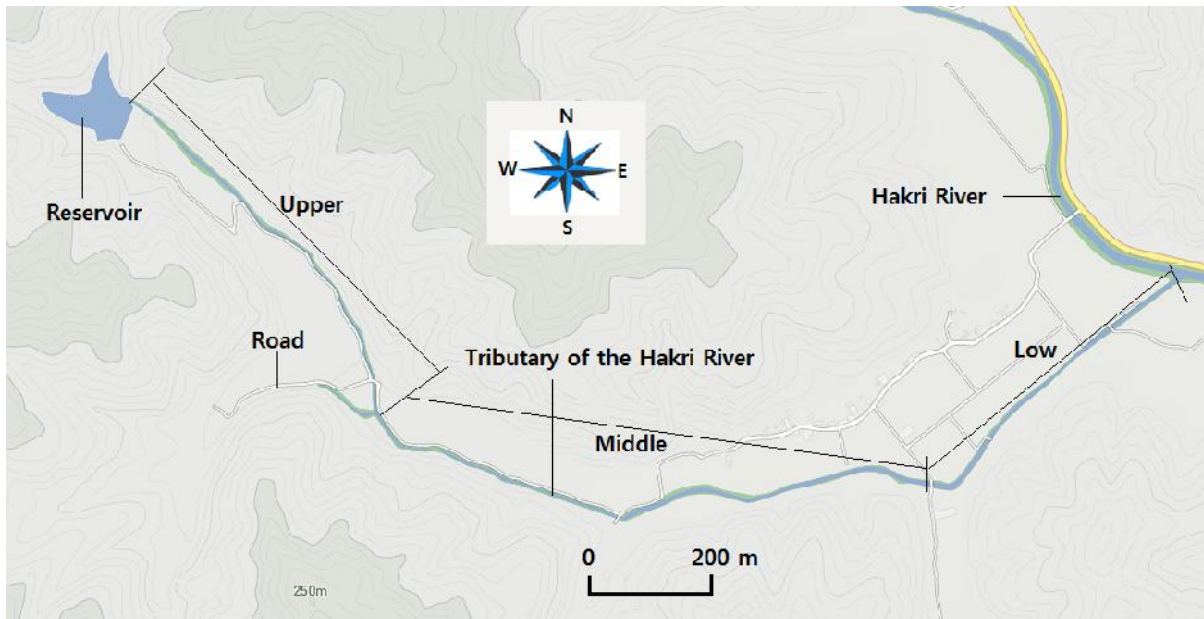 N
W
E
S
Hakri River
Reservoir
Upper
Road
Tributary of the Hakri River
Low
Middle
0
200 m
250m